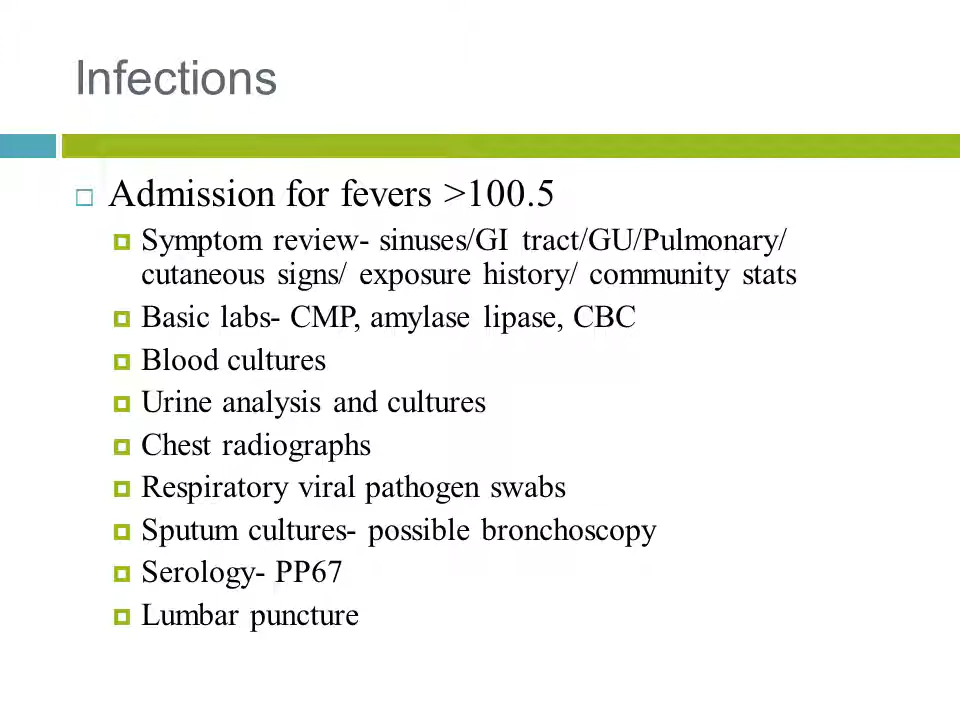 Infections
Admission for fevers >100.5
Symptom review- sinuses/GI tract/GU/Pulmonary/
cutaneous signs/ exposure history/ community stats
Basic labs- CMP, amylase lipase, CBC
Blood cultures
Urine analysis and cultures
Chest radiographs
Respiratory viral pathogen swabs
Sputum cultures- possible bronchoscopy
Serology- PP67
Lumbar puncture